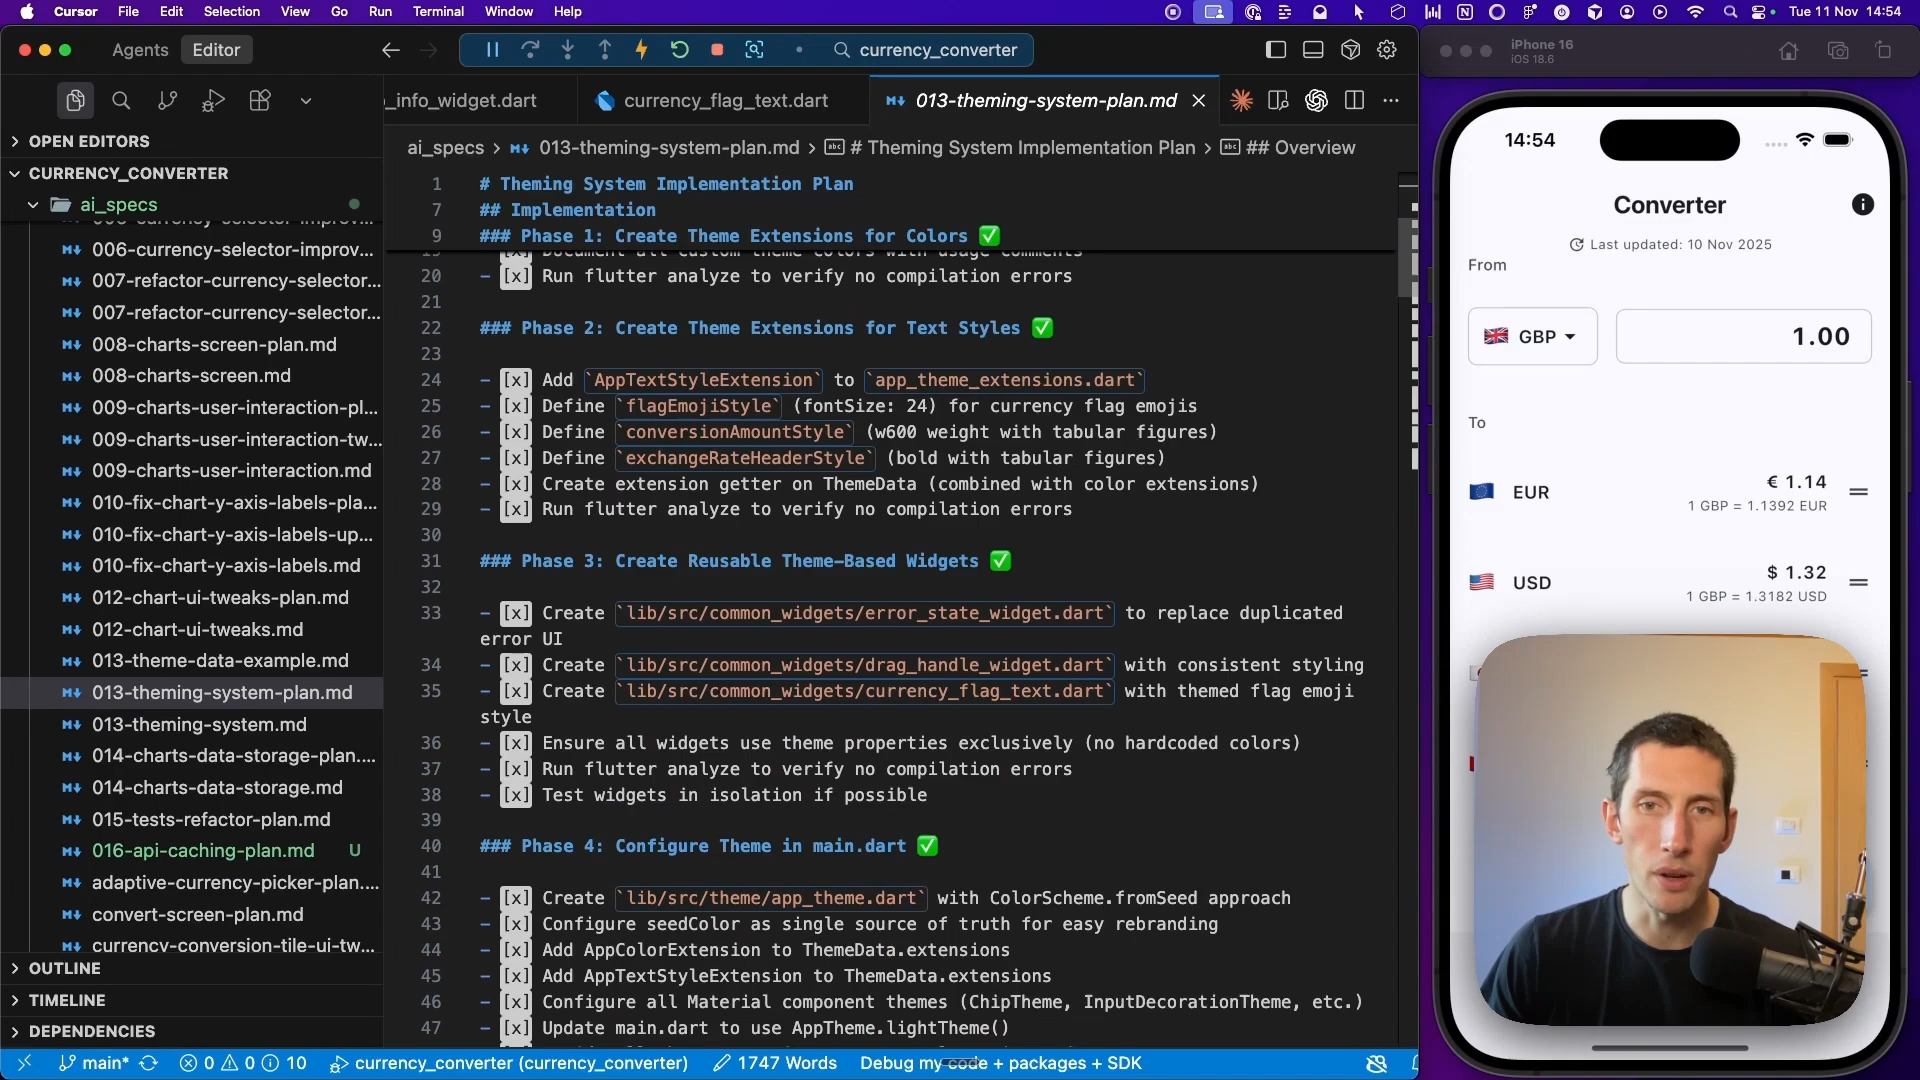 Cursor File Edit Selection View Go Run Terminal Window Help
Tue 11 Nov 14:54
Agents Editor
currency_converter
iPhone 16
iOS 18.6
_info_widget.dart
currency_flag_text.dart
013-theming-system-plan.md
OPEN EDITORS
CURRENCY_CONVERTER
ai_specs
006-currency-selector-improv...
007-refactor-currency-selector...
007-refactor-currency-selector...
008-charts-screen-plan.md
008-charts-screen.md
009-charts-user-interaction-pl...
009-charts-user-interaction-tw...
009-charts-user-interaction.md
010-fix-chart-y-axis-labels-pla...
010-fix-chart-y-axis-labels-up...
010-fix-chart-y-axis-labels.md
012-chart-ui-tweaks-plan.md
012-chart-ui-tweaks.md
013-theme-data-example.md
013-theming-system-plan.md
013-theming-system.md
014-charts-data-storage-plan....
014-charts-data-storage.md
015-tests-refactor-plan.md
016-api-caching-plan.md U
adaptive-currency-picker-plan....
convert-screen-plan.md
currency-conversion-tile-ui-tw...
OUTLINE
TIMELINE
DEPENDENCIES
ai_specs > 013-theming-system-plan.md > # Theming System Implementation Plan > ## Overview
1 # Theming System Implementation Plan
7 ## Implementation
9 ### Phase 1: Create Theme Extensions for Colors ✅
19 - [x] Document all custom theme colors with usage comments
20 - [x] Run flutter analyze to verify no compilation errors
21
22 ### Phase 2: Create Theme Extensions for Text Styles ✅
23
24 - [x] Add `AppTextStyleExtension` to `app_theme_extensions.dart`
25 - [x] Define `flagEmojiStyle` (fontSize: 24) for currency flag emojis
26 - [x] Define `conversionAmountStyle` (w600 weight with tabular figures)
27 - [x] Define `exchangeRateHeaderStyle` (bold with tabular figures)
28 - [x] Create extension getter on ThemeData (combined with color extensions)
29 - [x] Run flutter analyze to verify no compilation errors
30
31 ### Phase 3: Create Reusable Theme-Based Widgets ✅
32
33 - [x] Create `lib/src/common_widgets/error_state_widget.dart` to replace duplicated
error UI
34 - [x] Create `lib/src/common_widgets/drag_handle_widget.dart` with consistent styling
35 - [x] Create `lib/src/common_widgets/currency_flag_text.dart` with themed flag emoji
style
36 - [x] Ensure all widgets use theme properties exclusively (no hardcoded colors)
37 - [x] Run flutter analyze to verify no compilation errors
38 - [x] Test widgets in isolation if possible
39
40 ### Phase 4: Configure Theme in main.dart ✅
41
42 - [x] Create `lib/src/theme/app_theme.dart` with ColorScheme.fromSeed approach
43 - [x] Configure seedColor as single source of truth for easy rebranding
44 - [x] Add AppColorExtension to ThemeData.extensions
45 - [x] Add AppTextStyleExtension to ThemeData.extensions
46 - [x] Configure all Material component themes (ChipTheme, InputDecorationTheme, etc.)
47 - [x] Update main.dart to use AppTheme.lightTheme()
main* 0 0 10 currency_converter (currency_converter) 1747 Words Debug my code + packages + SDK
14:54
Converter
Last updated: 10 Nov 2025
From
GBP
1.00
To
EUR
€ 1.14
1 GBP = 1.1392 EUR
USD
$ 1.32
1 GBP = 1.3182 USD